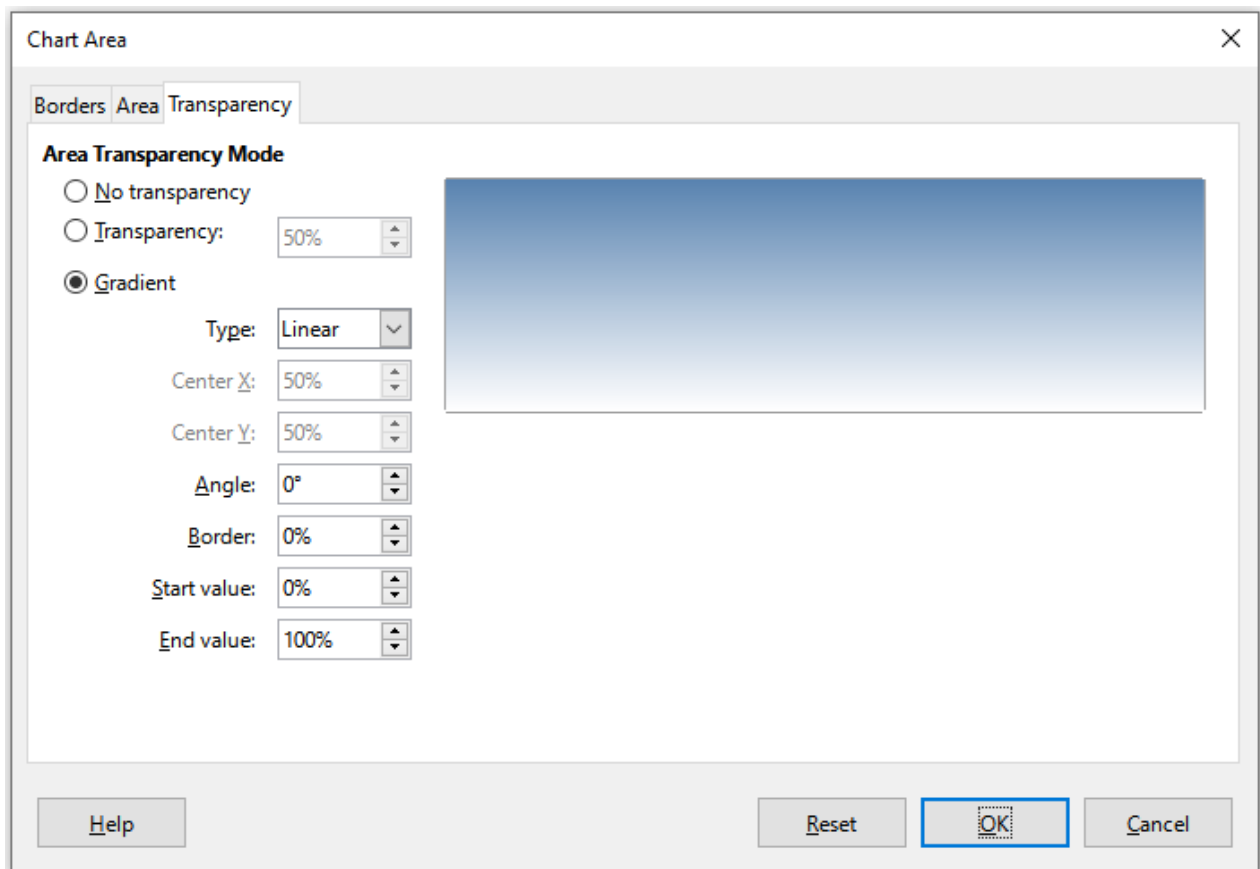 Chart Area
Borders Area Transparency
Area Transparency Mode
No transparency
Transparency: 50%
Gradient
Type: Linear
Center X: 50%
Center Y: 50%
Angle: 0°
Border: 0%
Start value: 0%
End value: 100%
Help Reset OK Cancel